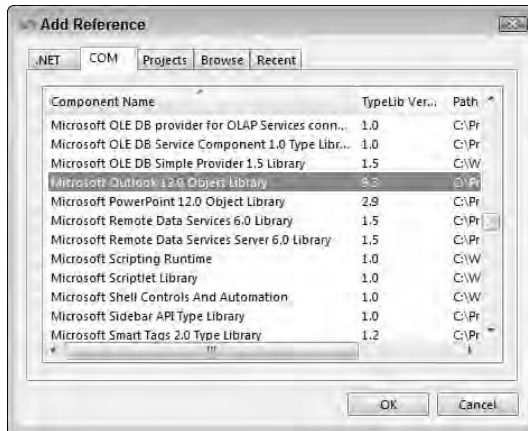 Add Reference
.NET COM Projects Browse Recent
Component Name TypeLib Ver... Path
Microsoft OLE DB provider for OLAP Services conn... 1.0 C:\Pr
Microsoft OLE DB Service Component 1.0 Type Libr... 1.0 C:\Pr
Microsoft OLE DB Simple Provider 1.5 Library 1.5 C:\W
Microsoft Outlook 12.0 Object Library 9.3 C:\Pr
Microsoft PowerPoint 12.0 Object Library 2.9 C:\Pr
Microsoft Remote Data Services 6.0 Library 1.5 C:\Pr
Microsoft Remote Data Services Server 6.0 Library 1.5 C:\Pr
Microsoft Scripting Runtime 1.0 C:\W
Microsoft Scriptlet Library 1.0 C:\W
Microsoft Shell Controls And Automation 1.0 C:\W
Microsoft Sidebar API Type Library 1.0 C:\Pr
Microsoft Smart Tags 2.0 Type Library 1.2 C:\Pr
OK Cancel